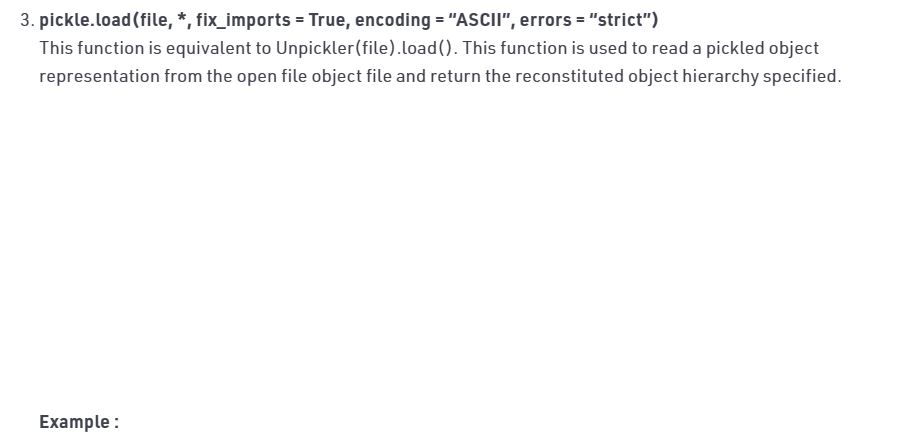 3. pickle.load(file, *, fix_imports = True, encoding = “ASCII”, errors = “strict”)
This function is equivalent to Unpickler(file).load(). This function is used to read a pickled object
representation from the open file object file and return the reconstituted object hierarchy specified.
Example :